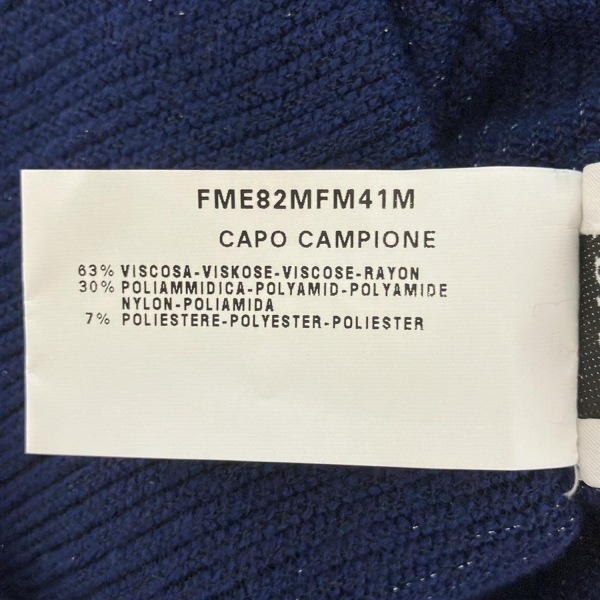 FME82MFM41M
CAPO CAMPIONE
63% VISCOSA-VISKOSE-VISCOSE-RAYON
30% POLIAMMIDICA-POLYAMID-POLYAMIDE
NYLON-POLIAMIDA
7% POLIESTERE-POLYESTER-POLIESTER